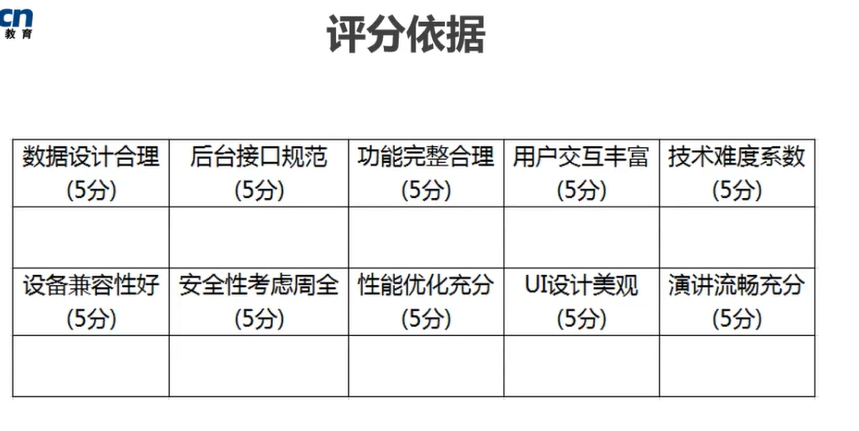 cn
教育
评分依据
数据设计合理 后台接口规范 功能完整合理 用户交互丰富 技术难度系数
(5分) (5分) (5分) (5分) (5分)
设备兼容性好 安全性考虑周全 性能优化充分 UI设计美观 演讲流畅充分
(5分) (5分) (5分) (5分) (5分)